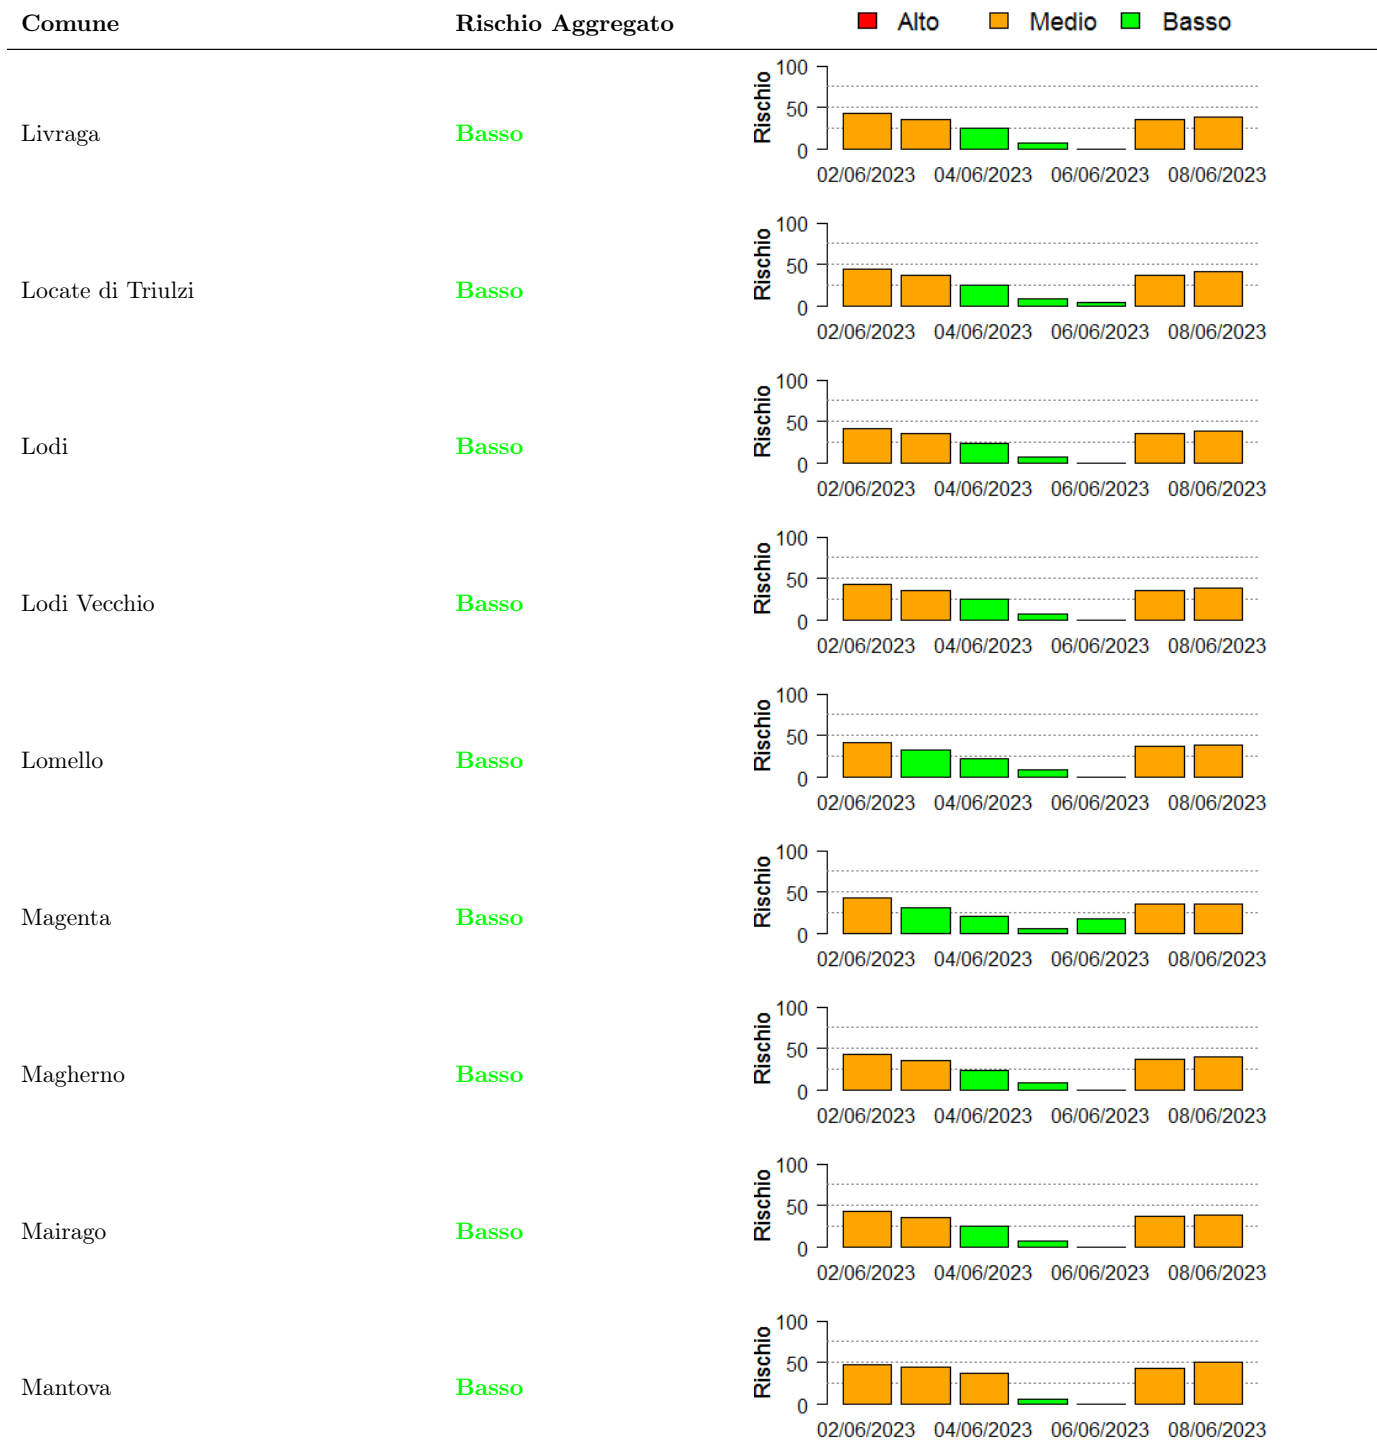 Comune Rischio Aggregato Alto Medio Basso
100
50
0
Rischio
Livraga Basso
02/06/2023 04/06/2023 06/06/2023 08/06/2023
100
50
0
Rischio
Locate di Triulzi Basso
02/06/2023 04/06/2023 06/06/2023 08/06/2023
100
50
0
Rischio
Lodi Basso
02/06/2023 04/06/2023 06/06/2023 08/06/2023
100
50
0
Rischio
Lodi Vecchio Basso
02/06/2023 04/06/2023 06/06/2023 08/06/2023
100
50
0
Rischio
Lomello Basso
02/06/2023 04/06/2023 06/06/2023 08/06/2023
100
50
0
Rischio
Magenta Basso
02/06/2023 04/06/2023 06/06/2023 08/06/2023
100
50
0
Rischio
Magherno Basso
02/06/2023 04/06/2023 06/06/2023 08/06/2023
100
50
0
Rischio
Mairago Basso
02/06/2023 04/06/2023 06/06/2023 08/06/2023
100
50
0
Rischio
Mantova Basso
02/06/2023 04/06/2023 06/06/2023 08/06/2023